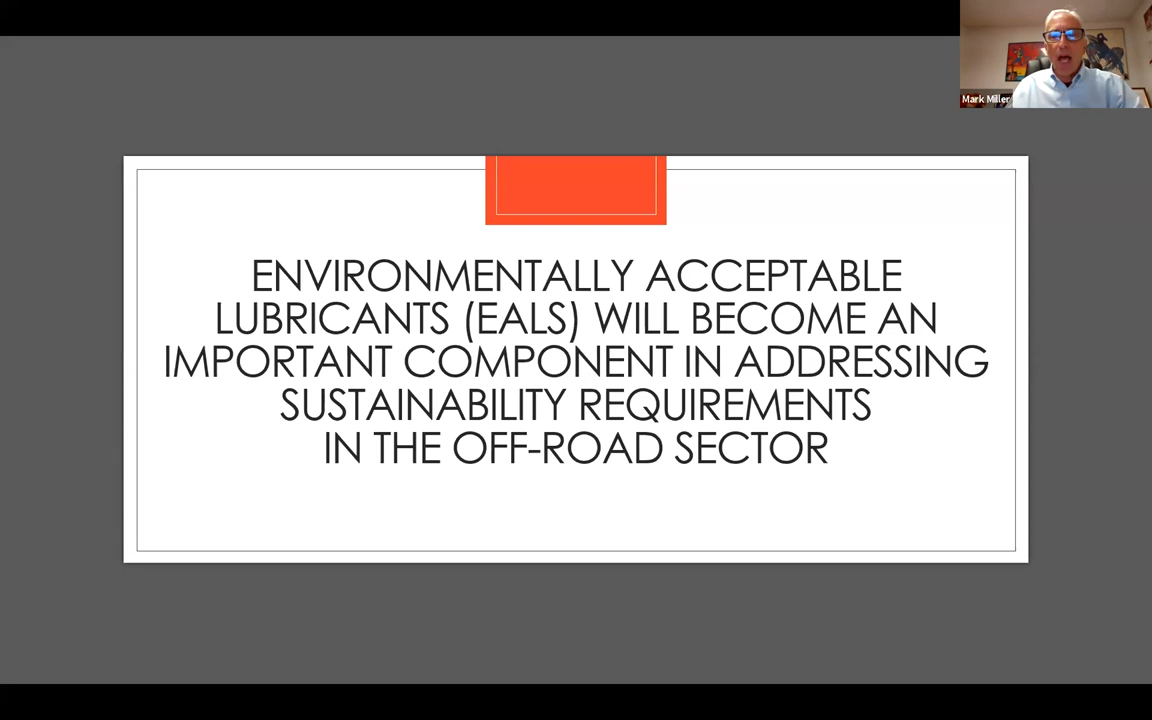 Mark Miller
ENVIRONMENTALLY ACCEPTABLE
LUBRICANTS (EALS) WILL BECOME AN
IMPORTANT COMPONENT IN ADDRESSING
SUSTAINABILITY REQUIREMENTS
IN THE OFF-ROAD SECTOR